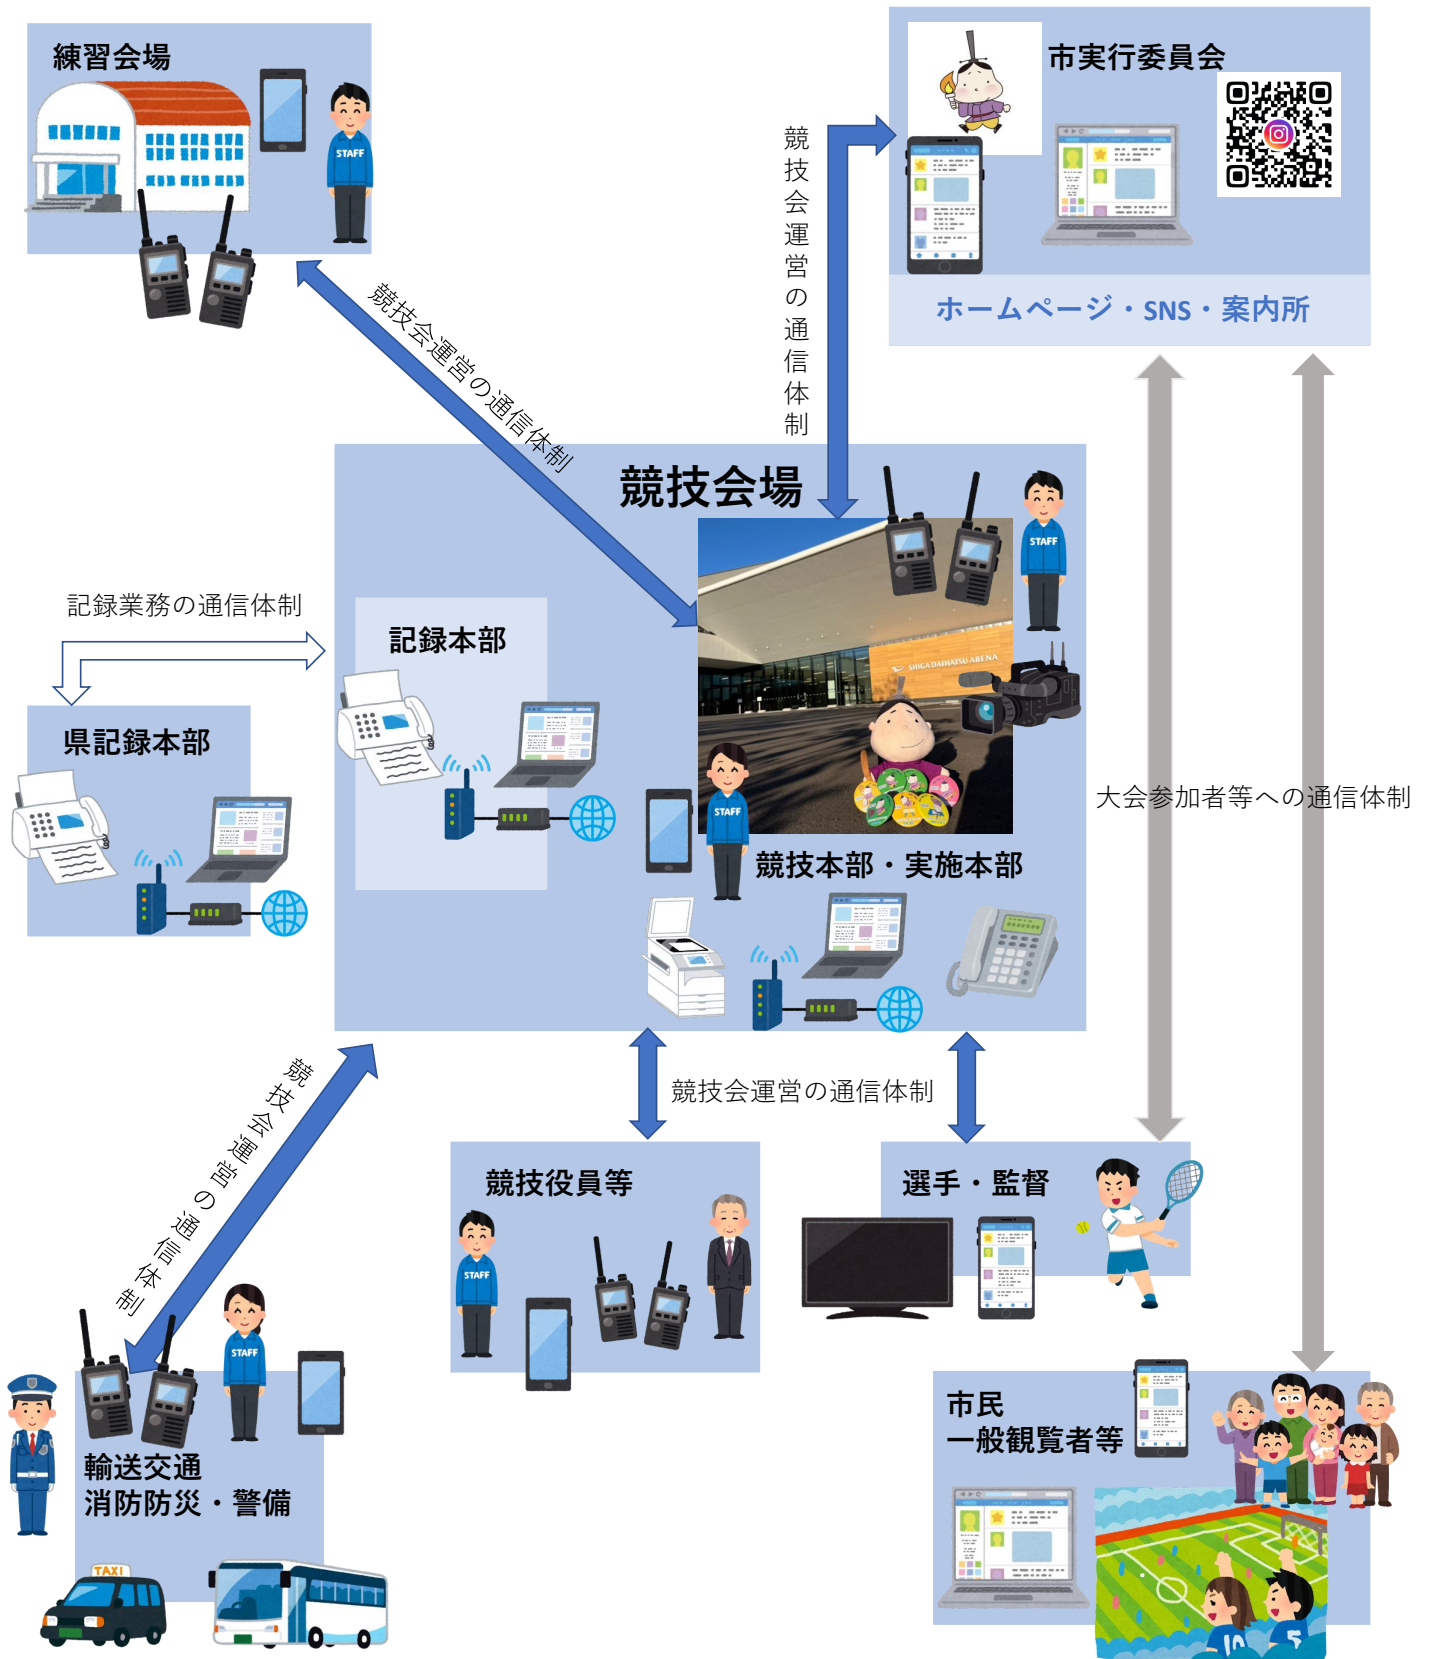 練習会場
STAFF
市実行委員会
ホームページ・SNS・案内所
競技会運営の通信体制
競技会運営の通信体制
競技会場
STAFF
SHIGA DAIHATSU ARENA
記録業務の通信体制
記録本部
県記録本部
STAFF
競技本部・実施本部
大会参加者等への通信体制
競技会運営の通信体制
競技会運営の通信体制
競技役員等
STAFF
選手・監督
STAFF
輸送交通
消防防災・警備
TAXI
市民
一般観覧者等
10
5